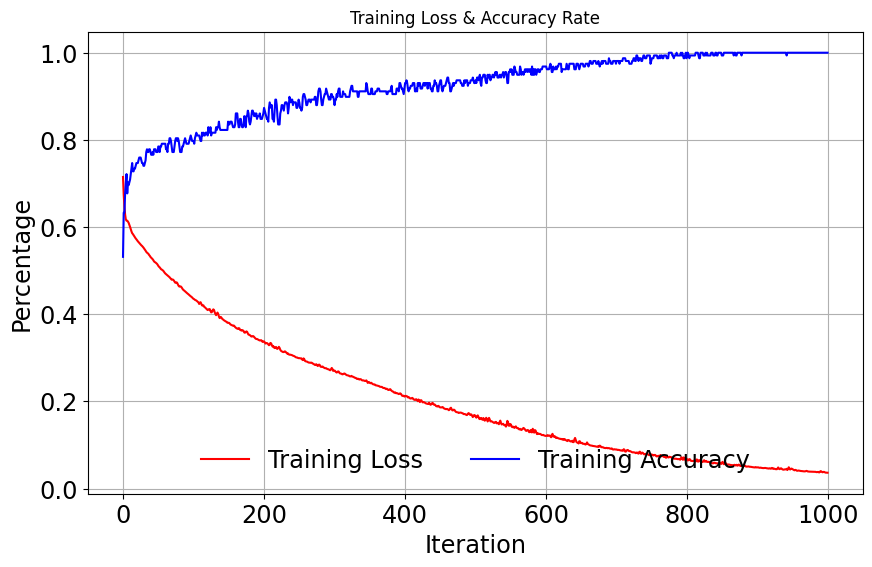 Training Loss & Accuracy Rate
1.0
0.8
0.6
0.4
0.2
0.0
Percentage
Training Loss Training Accuracy
0 200 400 600 800 1000
Iteration